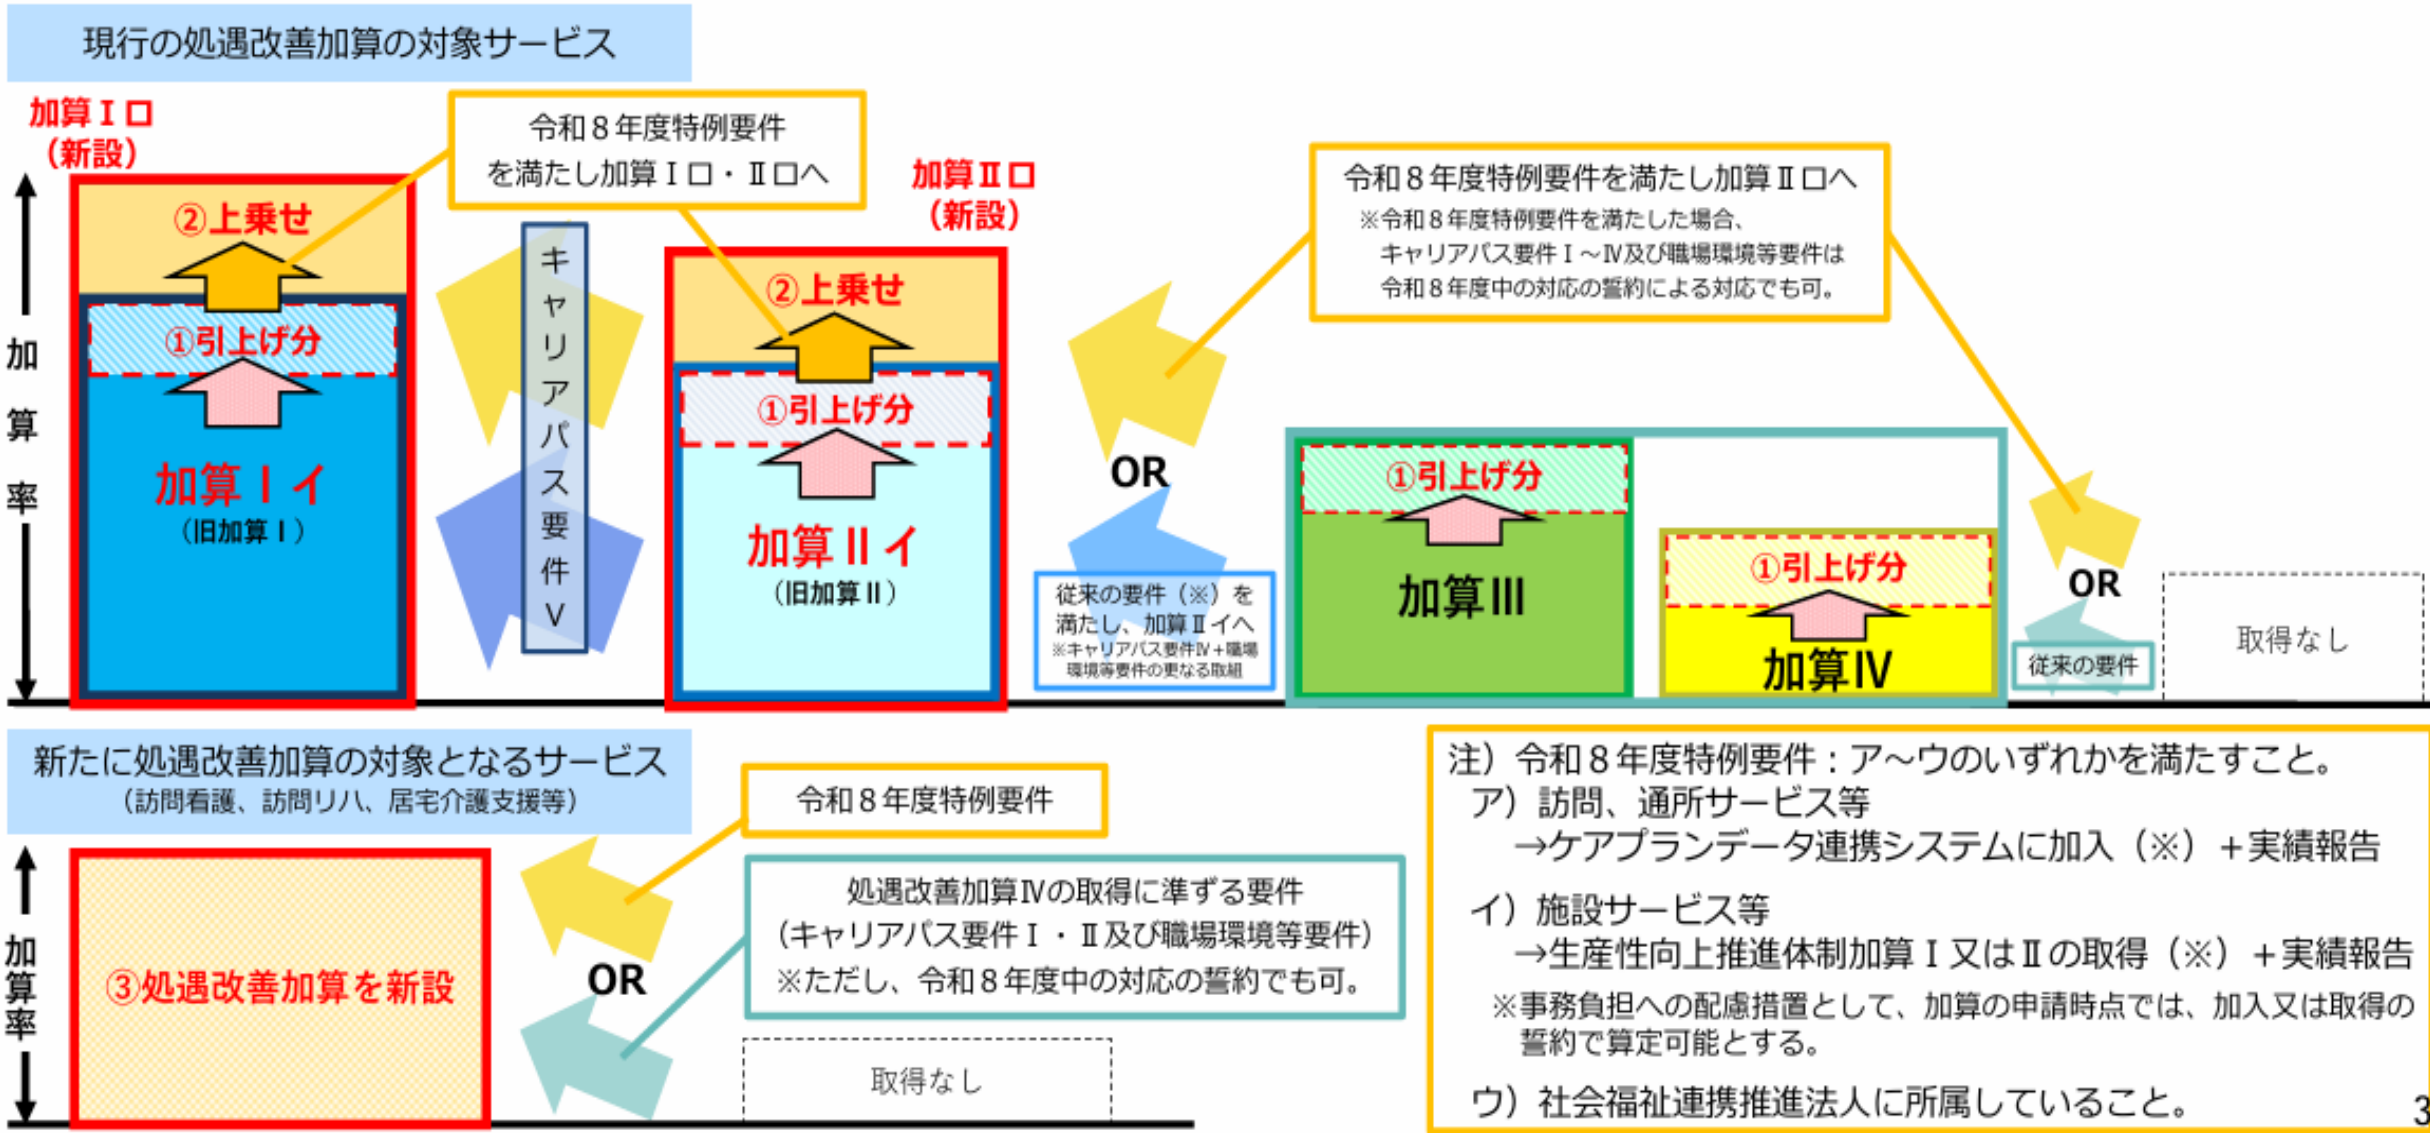 現行の処遇改善加算の対象サービス
加算Ⅰロ
（新設）
令和８年度特例要件
を満たし加算Ⅰロ・Ⅱロへ
加算Ⅱロ
（新設）
令和８年度特例要件を満たし加算Ⅱロへ
※令和８年度特例要件を満たした場合、
キャリアパス要件Ⅰ～Ⅳ及び職場環境等要件は
令和８年度中の対応の誓約による対応でも可。
加算率
②上乗せ
①引上げ分
加算Ⅰイ
（旧加算Ⅰ）
キャリアパス要件Ⅴ
②上乗せ
①引上げ分
加算Ⅱイ
（旧加算Ⅱ）
OR
従来の要件（※）を
満たし、加算Ⅱイへ
※キャリアパス要件Ⅳ＋職場
環境等要件の更なる取組
①引上げ分
加算Ⅲ
①引上げ分
加算Ⅳ
OR
従来の要件
取得なし
新たに処遇改善加算の対象となるサービス
（訪問看護、訪問リハ、居宅介護支援等）
加算率
③処遇改善加算を新設
令和８年度特例要件
OR
処遇改善加算Ⅳの取得に準ずる要件
（キャリアパス要件Ⅰ・Ⅱ及び職場環境等要件）
※ただし、令和８年度中の対応の誓約でも可。
取得なし
注）令和８年度特例要件：ア～ウのいずれかを満たすこと。
ア）訪問、通所サービス等
→ケアプランデータ連携システムに加入（※）＋実績報告
イ）施設サービス等
→生産性向上推進体制加算Ⅰ又はⅡの取得（※）＋実績報告
※事務負担への配慮措置として、加算の申請時点では、加入又は取得の
誓約で算定可能とする。
ウ）社会福祉連携推進法人に所属していること。
3